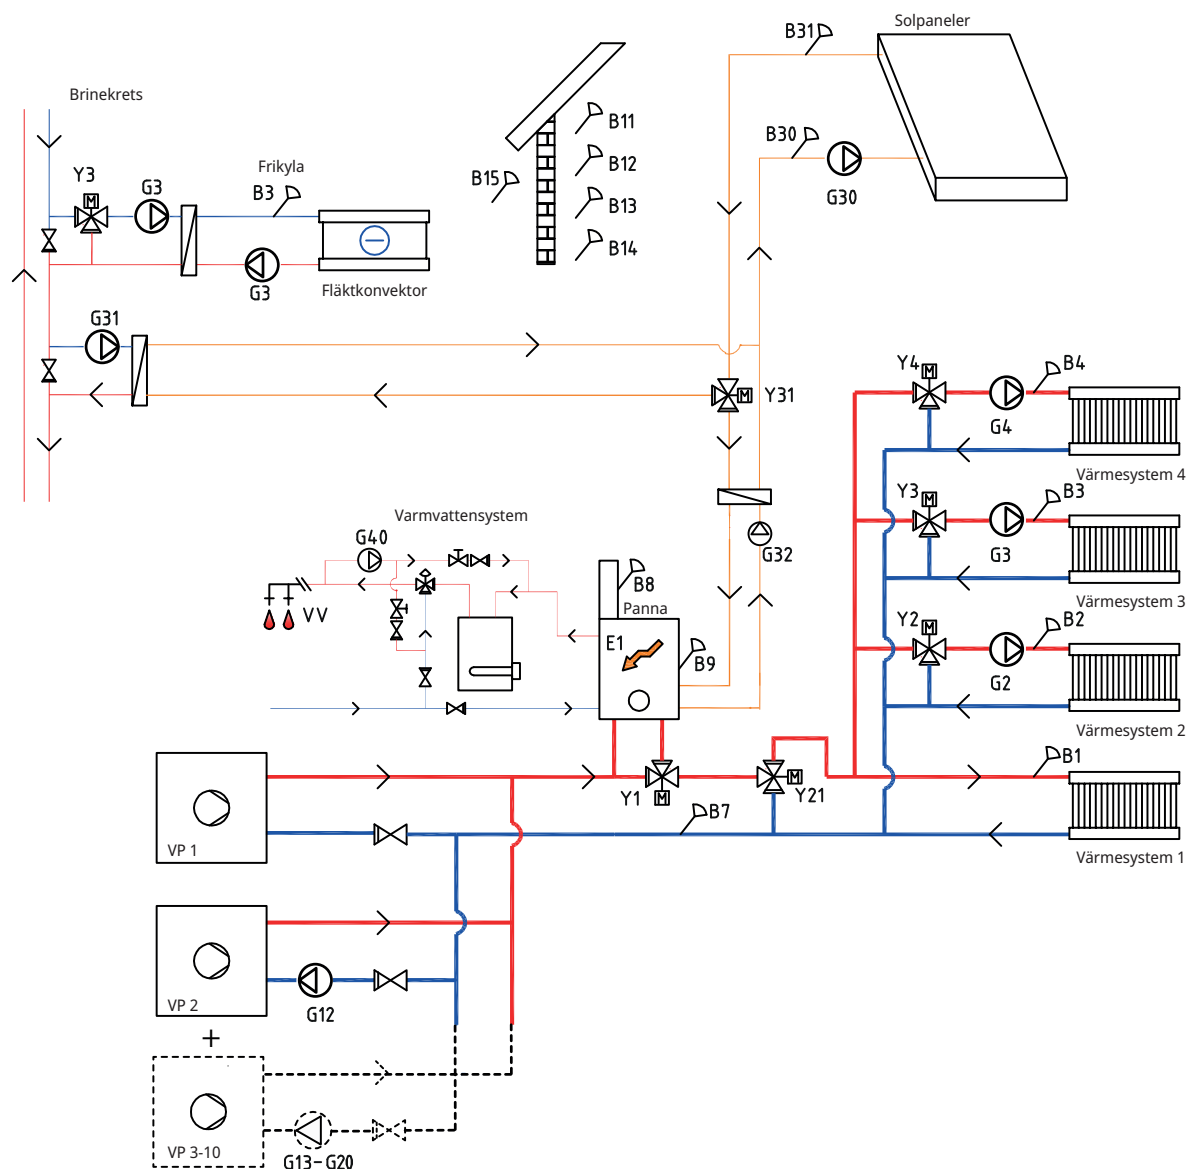 Solpaneler
B31
Brinekrets
B11
B30
Y3
G3
Frikyla
B3
B15
B12
G30
B13
B14
G3
Fläktkonvektor
G31
Y4
B4
M
M
Y31
M
G4
Värmesystem 4
Y3
B3
M
Varmvattensystem
G40
G32
G3
B8
Värmesystem 3
Panna
VV
Y2
B2
M
E1
B9
G2
Värmesystem 2
B1
M
Y21
Y1
M
B7
VP 1
Värmesystem 1
VP 2
G12
+
VP 3-10
G13-G20